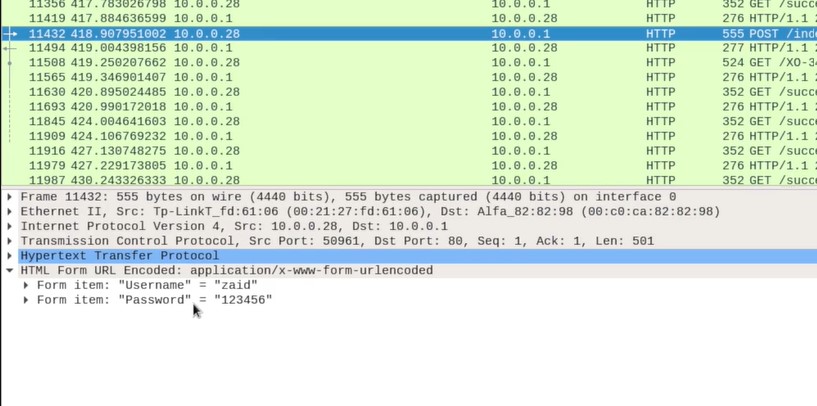 11356 417.783026798 10.0.0.28 10.0.0.1 HTTP 352 GET /succe
11419 417.884636599 10.0.0.1 10.0.0.28 HTTP 276 HTTP/1.1 2
11432 418.907951002 10.0.0.28 10.0.0.1 HTTP 555 POST /inde
11494 419.004398156 10.0.0.1 10.0.0.28 HTTP 277 HTTP/1.1 2
11508 419.250207662 10.0.0.28 10.0.0.1 HTTP 524 GET /XO-34
11565 419.346901407 10.0.0.1 10.0.0.28 HTTP 276 HTTP/1.1 2
11630 420.895024485 10.0.0.28 10.0.0.1 HTTP 352 GET /succe
11693 420.990172018 10.0.0.1 10.0.0.28 HTTP 276 HTTP/1.1 2
11845 424.004641603 10.0.0.28 10.0.0.1 HTTP 352 GET /succe
11909 424.106769232 10.0.0.1 10.0.0.28 HTTP 276 HTTP/1.1 2
11916 427.130748275 10.0.0.28 10.0.0.1 HTTP 352 GET /succe
11979 427.229173805 10.0.0.1 10.0.0.28 HTTP 276 HTTP/1.1 2
11987 430.243326333 10.0.0.28 10.0.0.1 HTTP 352 GET /succe
Frame 11432: 555 bytes on wire (4440 bits), 555 bytes captured (4440 bits) on interface 0
Ethernet II, Src: Tp-LinkT_fd:61:06 (00:21:27:fd:61:06), Dst: Alfa_82:82:98 (00:c0:ca:82:82:98)
Internet Protocol Version 4, Src: 10.0.0.28, Dst: 10.0.0.1
Transmission Control Protocol, Src Port: 50961, Dst Port: 80, Seq: 1, Ack: 1, Len: 501
Hypertext Transfer Protocol
HTML Form URL Encoded: application/x-www-form-urlencoded
Form item: "Username" = "zaid"
Form item: "Password" = "123456"